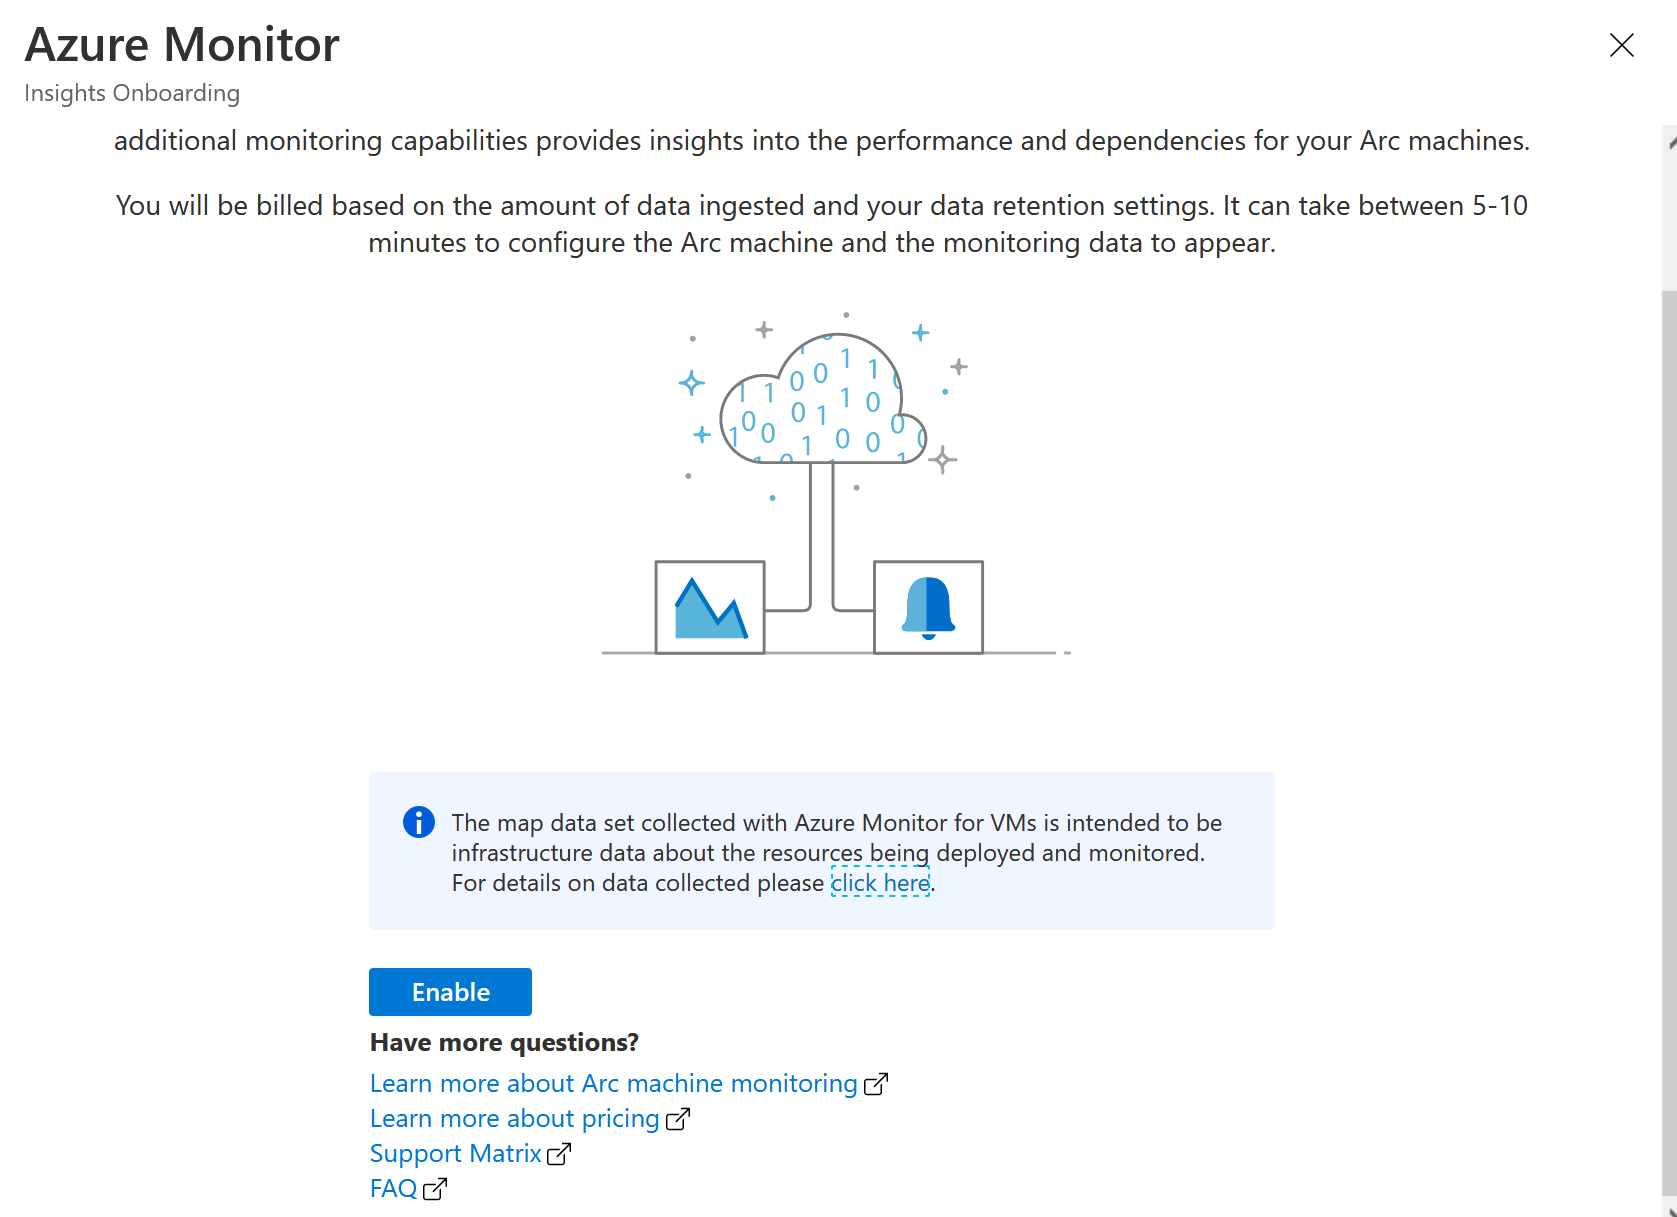 Azure Monitor
Insights Onboarding
additional monitoring capabilities provides insights into the performance and dependencies for your Arc machines.
You will be billed based on the amount of data ingested and your data retention settings. It can take between 5-10
minutes to configure the Arc machine and the monitoring data to appear.
The map data set collected with Azure Monitor for VMs is intended to be
infrastructure data about the resources being deployed and monitored.
For details on data collected please click here.
Enable
Have more questions?
Learn more about Arc machine monitoring
Learn more about pricing
Support Matrix
FAQ